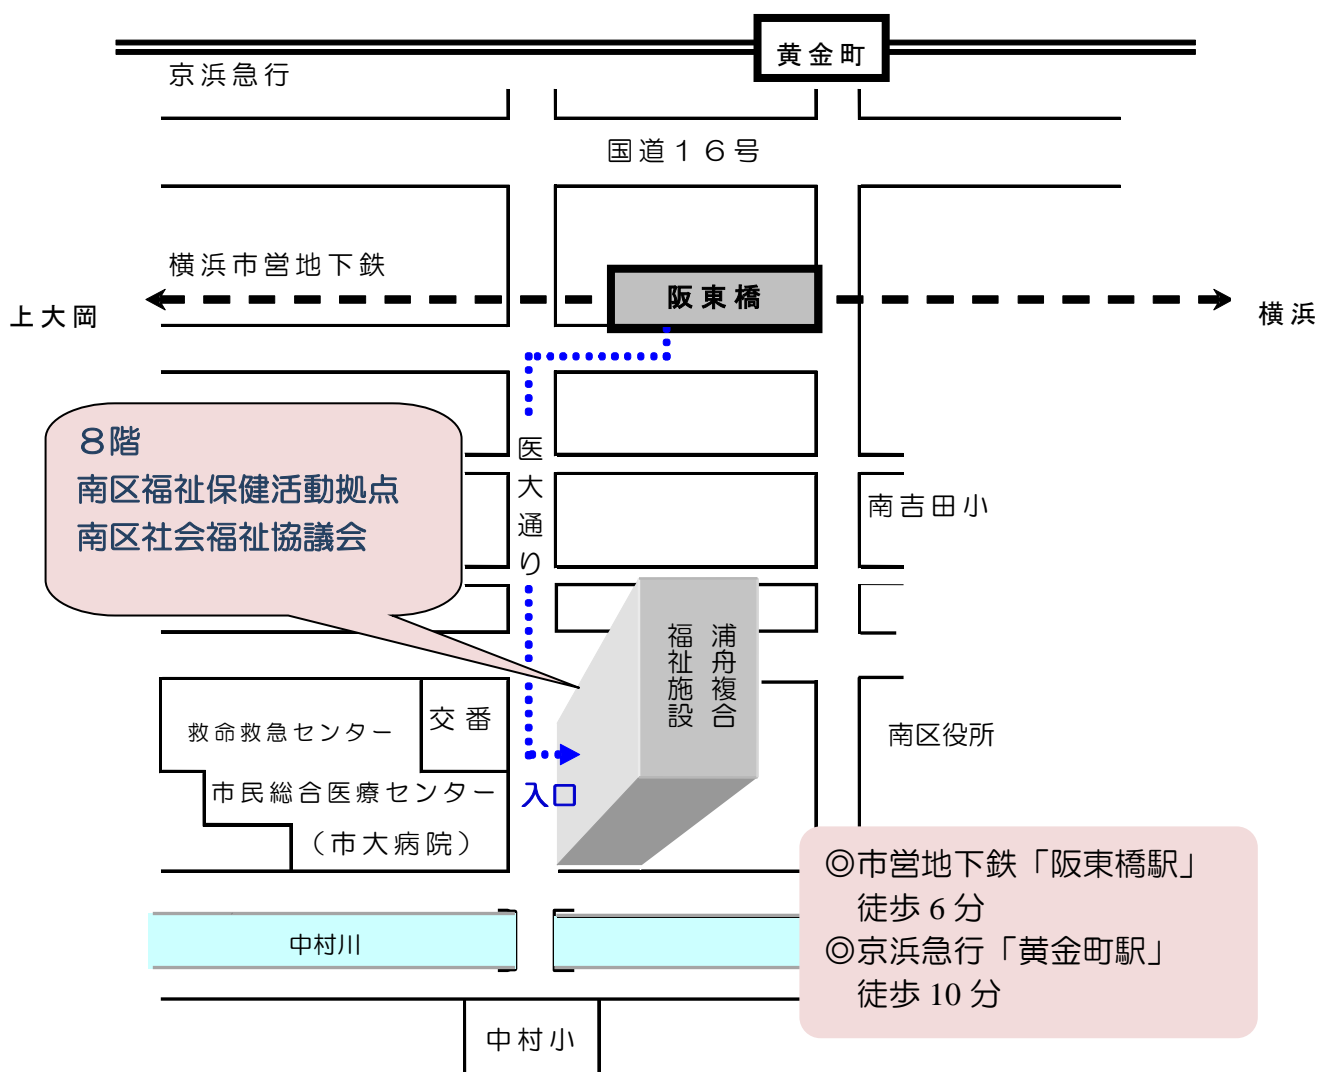 黄金町
京浜急行
国道１６号
横浜市営地下鉄
阪東橋
上大岡
横浜
８階
南区福祉保健活動拠点
南区社会福祉協議会
医大通り
南吉田小
浦舟複合
福祉施設
交番
救命救急センター
南区役所
市民総合医療センター
入口
（市大病院）
◎市営地下鉄「阪東橋駅」
徒歩 6 分
◎京浜急行「黄金町駅」
徒歩 10 分
中村川
中村小